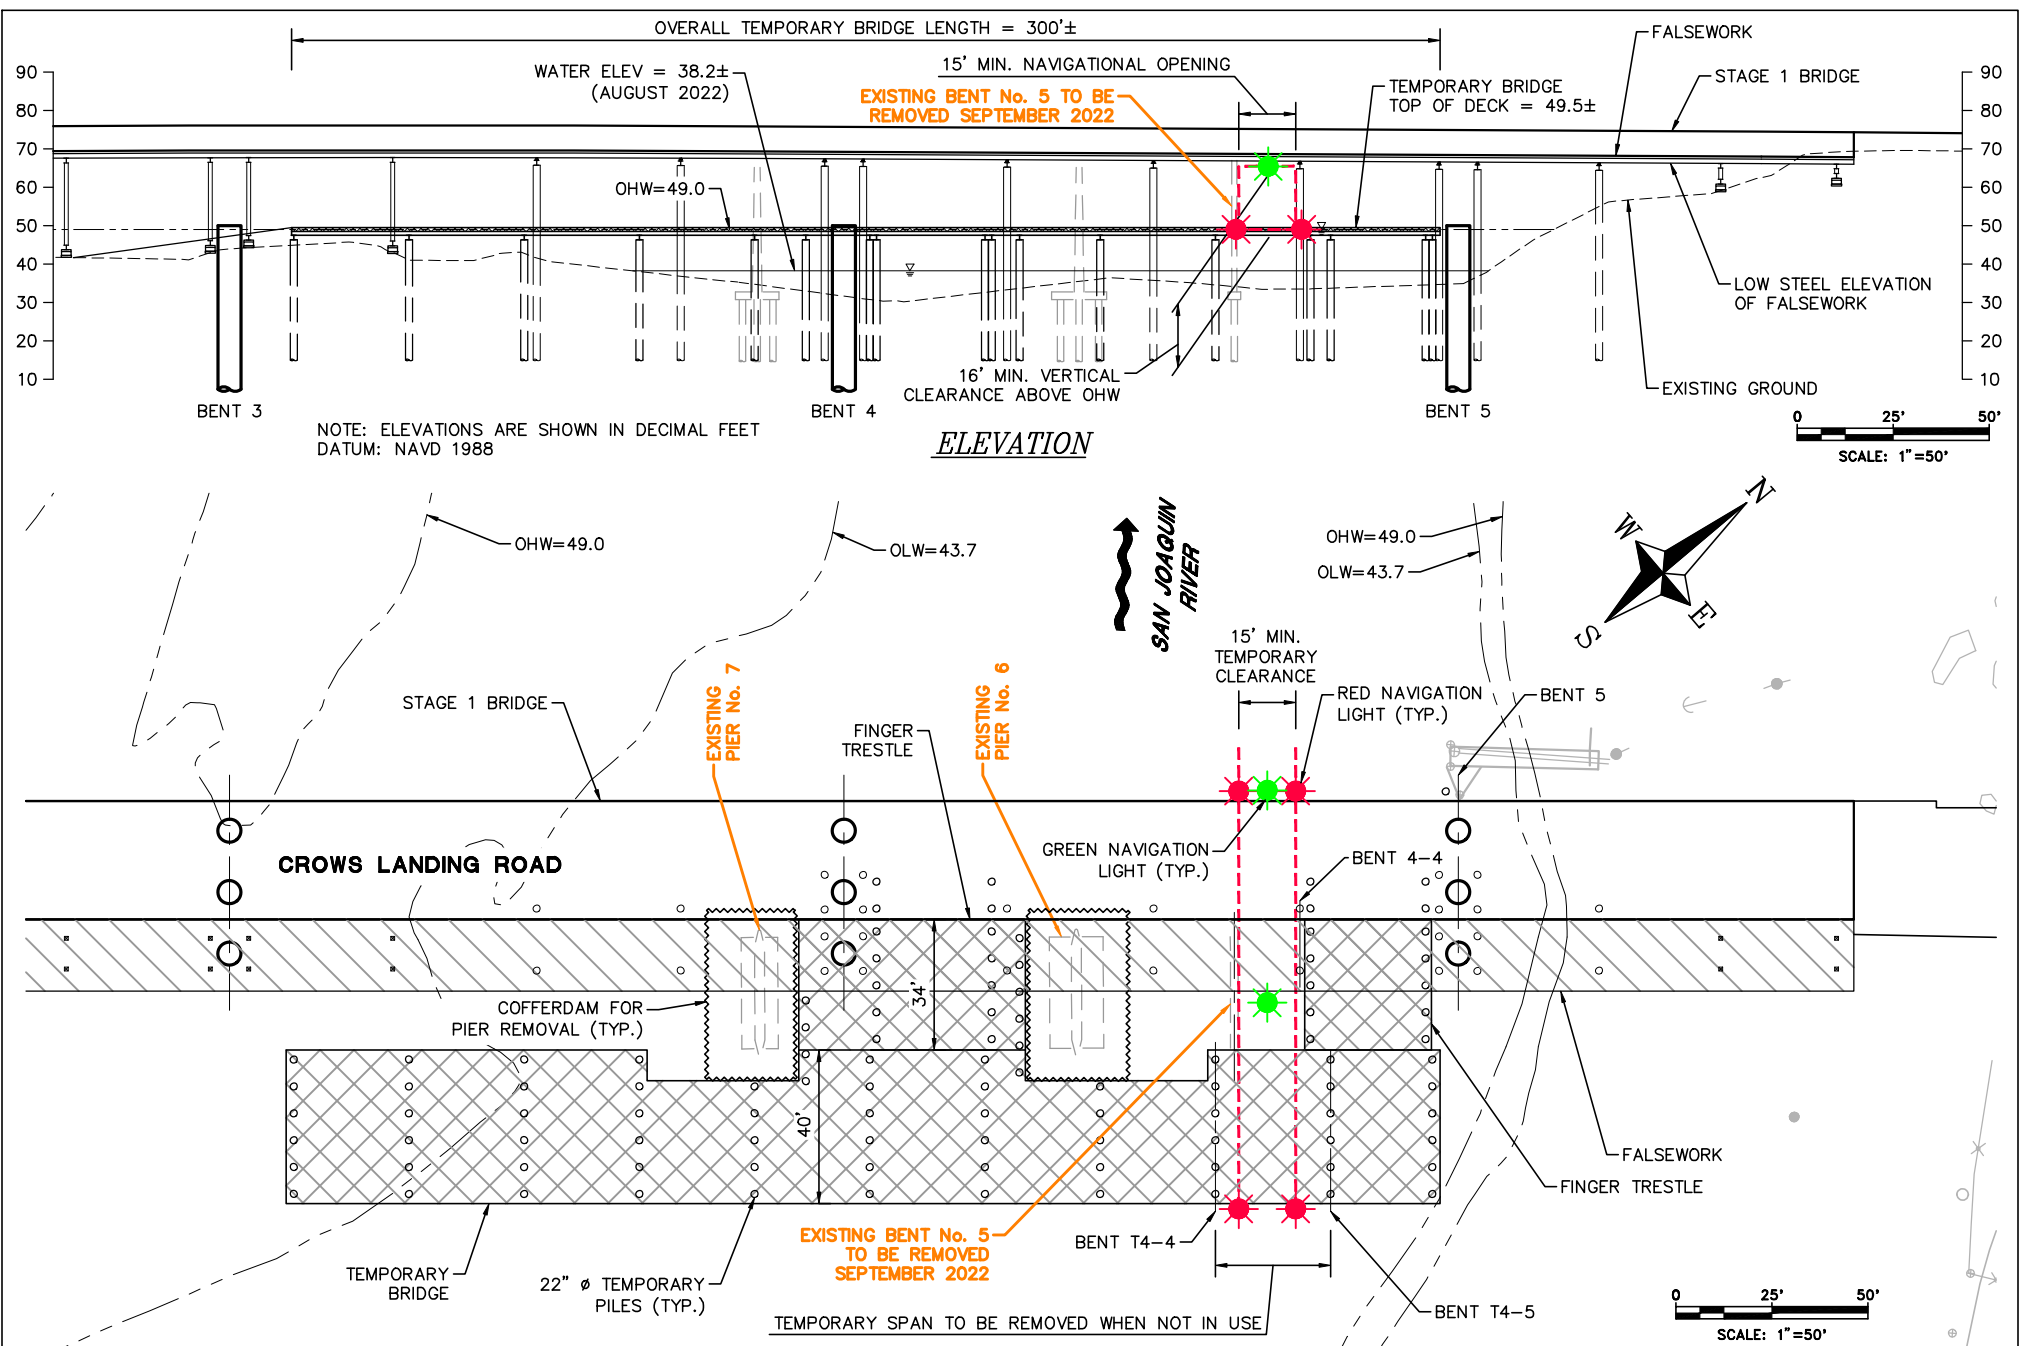 OVERALL TEMPORARY BRIDGE LENGTH = 300'±
FALSEWORK
WATER ELEV = 38.2±
(AUGUST 2022)
15' MIN. NAVIGATIONAL OPENING
EXISTING BENT No. 5 TO BE
REMOVED SEPTEMBER 2022
TEMPORARY BRIDGE
TOP OF DECK = 49.5±
STAGE 1 BRIDGE
90
80
70
60
50
40
30
20
10
90
80
70
60
50
40
30
20
10
OHW=49.0
LOW STEEL ELEVATION
OF FALSEWORK
16' MIN. VERTICAL
CLEARANCE ABOVE OHW
EXISTING GROUND
BENT 3
BENT 4
BENT 5
NOTE: ELEVATIONS ARE SHOWN IN DECIMAL FEET
DATUM: NAVD 1988
ELEVATION
0 25' 50'
SCALE: 1"=50'
OHW=49.0
OLW=43.7
SAN JOAQUIN
RIVER
OHW=49.0
OLW=43.7
N
W
E
S
15' MIN.
TEMPORARY
CLEARANCE
STAGE 1 BRIDGE
EXISTING
PIER No. 7
FINGER
TRESTLE
EXISTING
PIER No. 6
RED NAVIGATION
LIGHT (TYP.)
BENT 5
CROWS LANDING ROAD
GREEN NAVIGATION
LIGHT (TYP.)
BENT 4-4
COFFERDAM FOR
PIER REMOVAL (TYP.)
34'
40'
FALSEWORK
FINGER TRESTLE
EXISTING BENT No. 5
TO BE REMOVED
SEPTEMBER 2022
BENT T4-4
TEMPORARY
BRIDGE
22" ø TEMPORARY
PILES (TYP.)
BENT T4-5
TEMPORARY SPAN TO BE REMOVED WHEN NOT IN USE
0 25' 50'
SCALE: 1"=50'